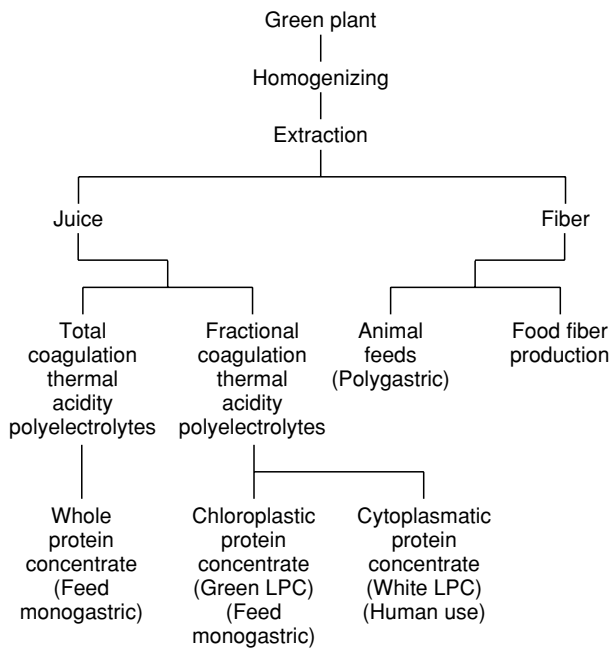 Green plant
Homogenizing
Extraction
Juice
Fiber
Total
coagulation
thermal
acidity
polyelectrolytes
Fractional
coagulation
thermal
acidity
polyelectrolytes
Animal
feeds
(Polygastric)
Food fiber
production
Whole
protein
concentrate
(Feed
monogastric)
Chloroplastic
protein
concentrate
(Green LPC)
(Feed
monogastric)
Cytoplasmatic
protein
concentrate
(White LPC)
(Human use)